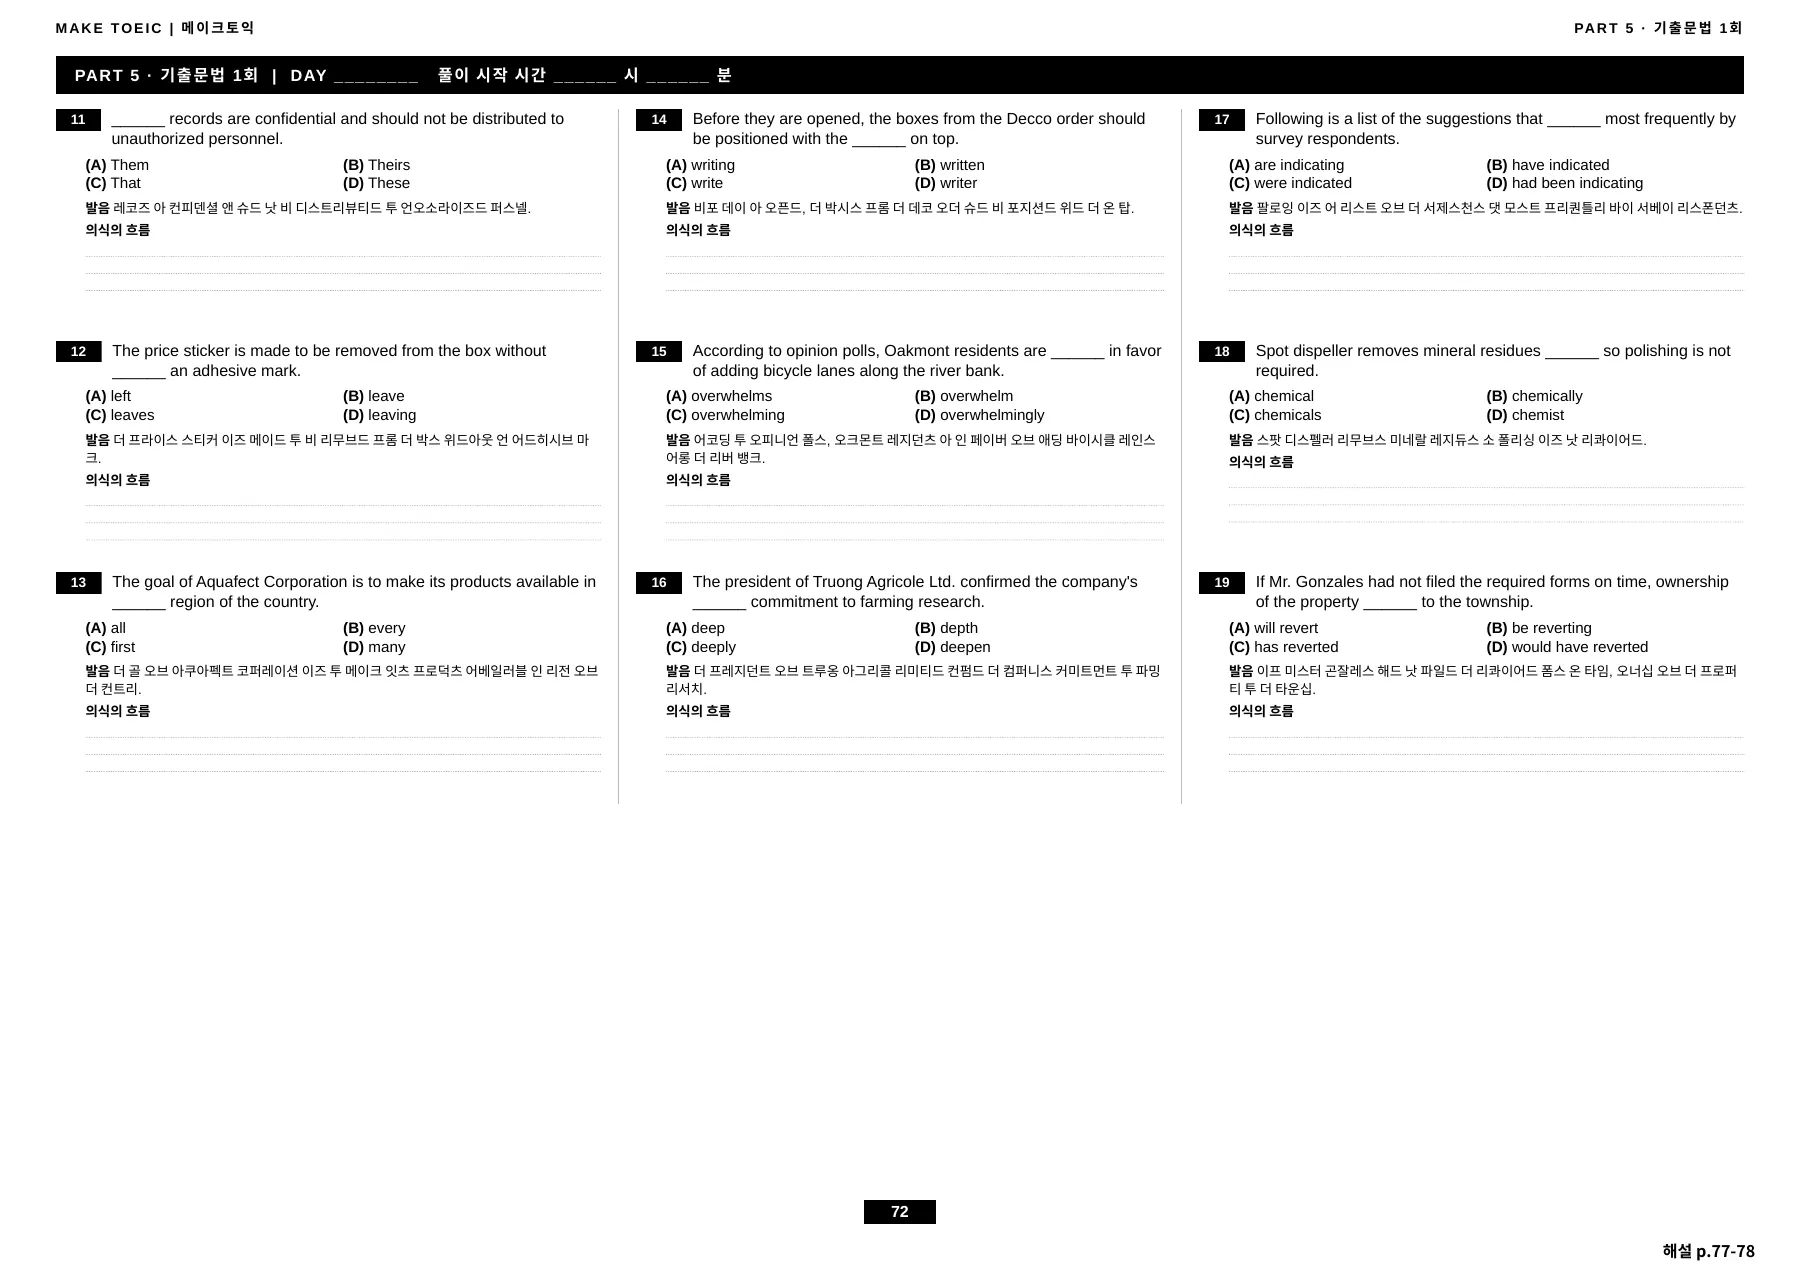 MAKE TOEIC | 메이크토익
PART 5 · 기출문법 1회
PART 5 · 기출문법 1회 | DAY ________ 풀이 시작 시간 ______ 시 ______ 분
11 ______ records are confidential and should not be distributed to
unauthorized personnel.
(A) Them (B) Theirs
(C) That (D) These
발음 레코즈 아 컨피덴셜 앤 슈드 낫 비 디스트리뷰티드 투 언오소라이즈드 퍼스넬.
의식의 흐름
12 The price sticker is made to be removed from the box without
______ an adhesive mark.
(A) left (B) leave
(C) leaves (D) leaving
발음 더 프라이스 스티커 이즈 메이드 투 비 리무브드 프롬 더 박스 위드아웃 언 어드히시브 마
크.
의식의 흐름
13 The goal of Aquafect Corporation is to make its products available in
______ region of the country.
(A) all (B) every
(C) first (D) many
발음 더 골 오브 아쿠아펙트 코퍼레이션 이즈 투 메이크 잇츠 프로덕츠 어베일러블 인 리전 오브
더 컨트리.
의식의 흐름
14 Before they are opened, the boxes from the Decco order should
be positioned with the ______ on top.
(A) writing (B) written
(C) write (D) writer
발음 비포 데이 아 오픈드, 더 박시스 프롬 더 데코 오더 슈드 비 포지션드 위드 더 온 탑.
의식의 흐름
15 According to opinion polls, Oakmont residents are ______ in favor
of adding bicycle lanes along the river bank.
(A) overwhelms (B) overwhelm
(C) overwhelming (D) overwhelmingly
발음 어코딩 투 오피니언 폴스, 오크몬트 레지던츠 아 인 페이버 오브 애딩 바이시클 레인스
어롱 더 리버 뱅크.
의식의 흐름
16 The president of Truong Agricole Ltd. confirmed the company's
______ commitment to farming research.
(A) deep (B) depth
(C) deeply (D) deepen
발음 더 프레지던트 오브 트루옹 아그리콜 리미티드 컨펌드 더 컴퍼니스 커미트먼트 투 파밍
리서치.
의식의 흐름
17 Following is a list of the suggestions that ______ most frequently by
survey respondents.
(A) are indicating (B) have indicated
(C) were indicated (D) had been indicating
발음 팔로잉 이즈 어 리스트 오브 더 서제스천스 댓 모스트 프리퀀틀리 바이 서베이 리스폰던츠.
의식의 흐름
18 Spot dispeller removes mineral residues ______ so polishing is not
required.
(A) chemical (B) chemically
(C) chemicals (D) chemist
발음 스팟 디스펠러 리무브스 미네랄 레지듀스 소 폴리싱 이즈 낫 리콰이어드.
의식의 흐름
19 If Mr. Gonzales had not filed the required forms on time, ownership
of the property ______ to the township.
(A) will revert (B) be reverting
(C) has reverted (D) would have reverted
발음 이프 미스터 곤잘레스 해드 낫 파일드 더 리콰이어드 폼스 온 타임, 오너십 오브 더 프로퍼
티 투 더 타운십.
의식의 흐름
72
해설 p.77-78